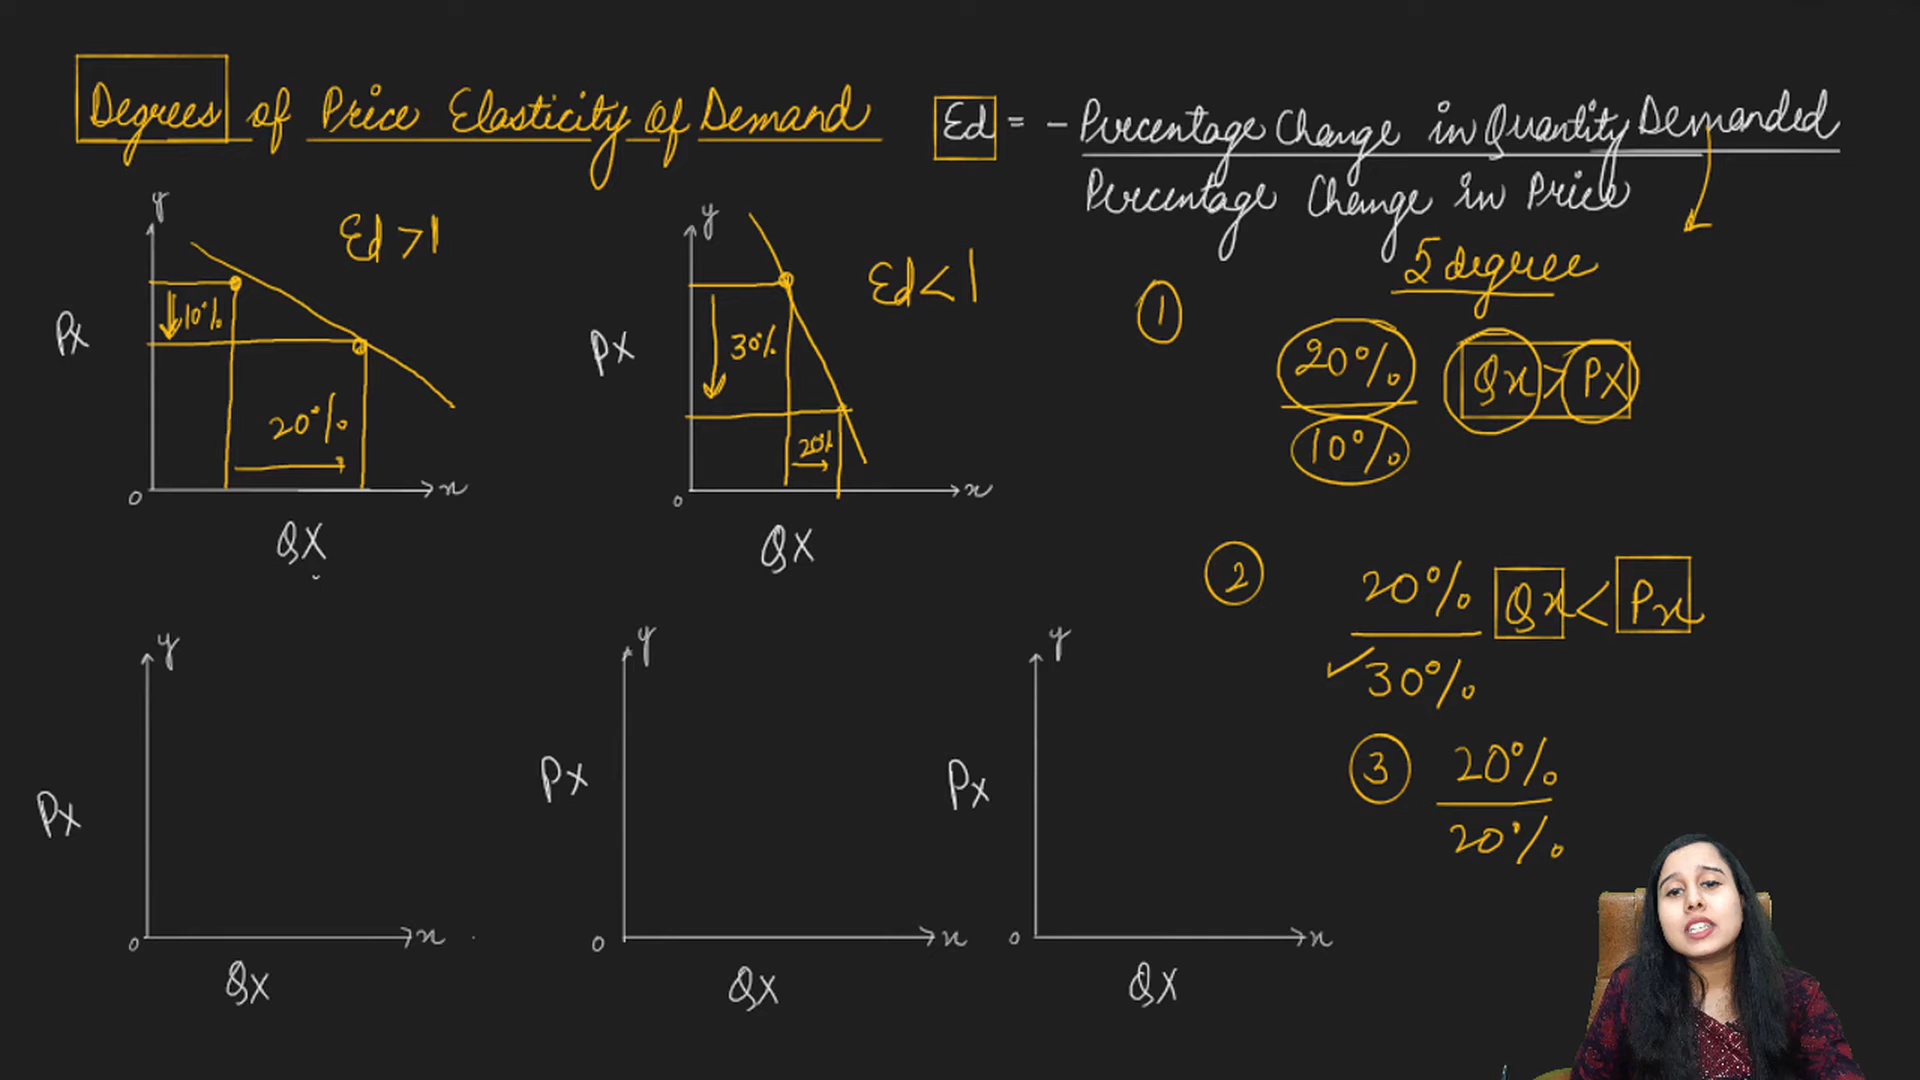 Degrees of Price Elasticity of Demand
Ed = - Percentage Change in Quantity Demanded
Percentage Change in Price
5 degree
y
Ed >1
10%
Px
20%
0
x
QX
y
Ed < 1
30%
PX
20%
0
x
QX
1
20%
10%
Qx > PX
2
20%
30%
Qx < Px
3
20%
20%
y
Px
0
x
QX
y
Px
0
x
QX
y
Px
0
x
QX